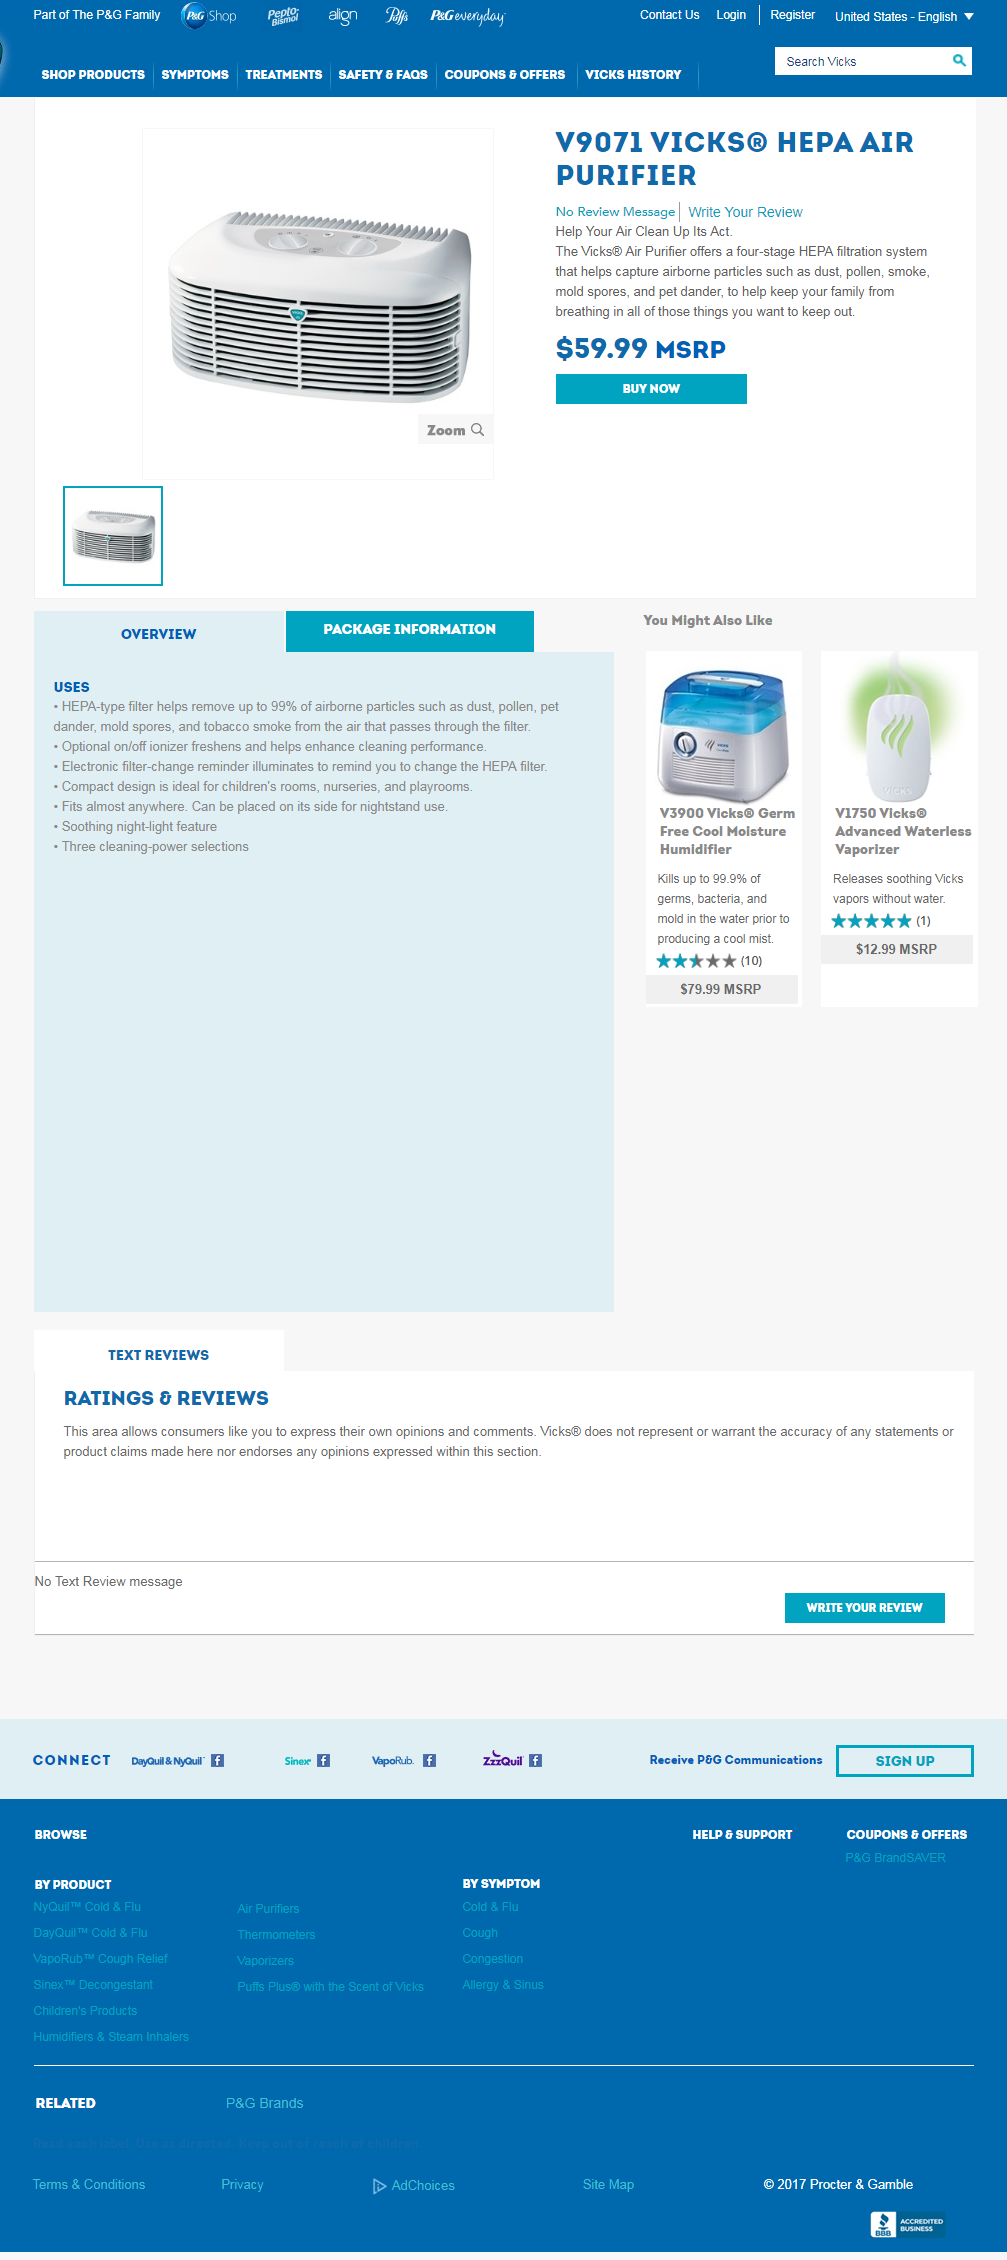 Part of The P&G Family P&G Shop Pepto Bismol align Puffs P&G everyday Contact Us Login Register United States - English
SHOP PRODUCTS SYMPTOMS TREATMENTS SAFETY & FAQS COUPONS & OFFERS VICKS HISTORY Search Vicks
V9071 VICKS® HEPA AIR
PURIFIER
No Review Message Write Your Review
Help Your Air Clean Up Its Act.
The Vicks® Air Purifier offers a four-stage HEPA filtration system
that helps capture airborne particles such as dust, pollen, smoke,
mold spores, and pet dander, to help keep your family from
breathing in all of those things you want to keep out.
$59.99 MSRP
BUY NOW
VICKS
Zoom
OVERVIEW PACKAGE INFORMATION
USES
• HEPA-type filter helps remove up to 99% of airborne particles such as dust, pollen, pet
dander, mold spores, and tobacco smoke from the air that passes through the filter.
• Optional on/off ionizer freshens and helps enhance cleaning performance.
• Electronic filter-change reminder illuminates to remind you to change the HEPA filter.
• Compact design is ideal for children's rooms, nurseries, and playrooms.
• Fits almost anywhere. Can be placed on its side for nightstand use.
• Soothing night-light feature
• Three cleaning-power selections
You Might Also Like
VICKS
V3900 Vicks® Germ
Free Cool Moisture
Humidifier
Kills up to 99.9% of
germs, bacteria, and
mold in the water prior to
producing a cool mist.
(10)
$79.99 MSRP
VICKS
V1750 Vicks®
Advanced Waterless
Vaporizer
Releases soothing Vicks
vapors without water.
(1)
$12.99 MSRP
TEXT REVIEWS
RATINGS & REVIEWS
This area allows consumers like you to express their own opinions and comments. Vicks® does not represent or warrant the accuracy of any statements or
product claims made here nor endorses any opinions expressed within this section.
No Text Review message
WRITE YOUR REVIEW
CONNECT DayQuil & NyQuil Sinex VapoRub ZzzQuil Receive P&G Communications SIGN UP
BROWSE
BY PRODUCT
NyQuil™ Cold & Flu
DayQuil™ Cold & Flu
VapoRub™ Cough Relief
Sinex™ Decongestant
Children's Products
Humidifiers & Steam Inhalers
Air Purifiers
Thermometers
Vaporizers
Puffs Plus® with the Scent of Vicks
BY SYMPTOM
Cold & Flu
Cough
Congestion
Allergy & Sinus
HELP & SUPPORT
COUPONS & OFFERS
P&G BrandSAVER
RELATED P&G Brands
Read each label. Use as directed. Keep out of reach of children.
Terms & Conditions Privacy AdChoices Site Map © 2017 Procter & Gamble
BBB ACCREDITED
BUSINESS